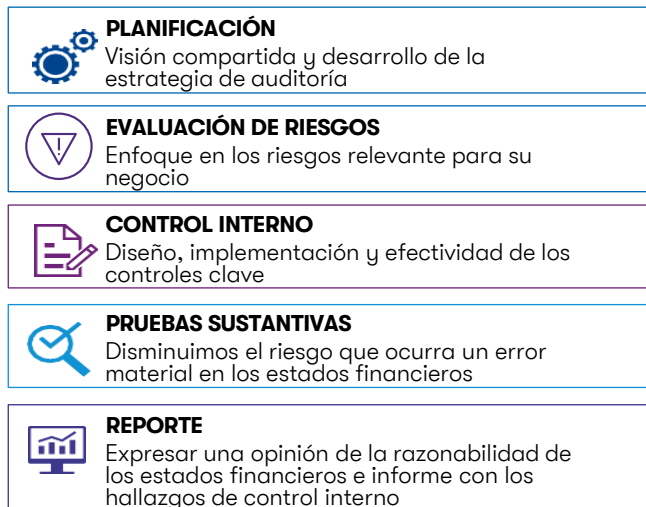 PLANIFICACIÓN
Visión compartida y desarrollo de la
estrategia de auditoría
EVALUACIÓN DE RIESGOS
Enfoque en los riesgos relevante para su
negocio
CONTROL INTERNO
Diseño, implementación y efectividad de los
controles clave
PRUEBAS SUSTANTIVAS
Disminuimos el riesgo que ocurra un error
material en los estados financieros
REPORTE
Expresar una opinión de la razonabilidad de
los estados financieros e informe con los
hallazgos de control interno